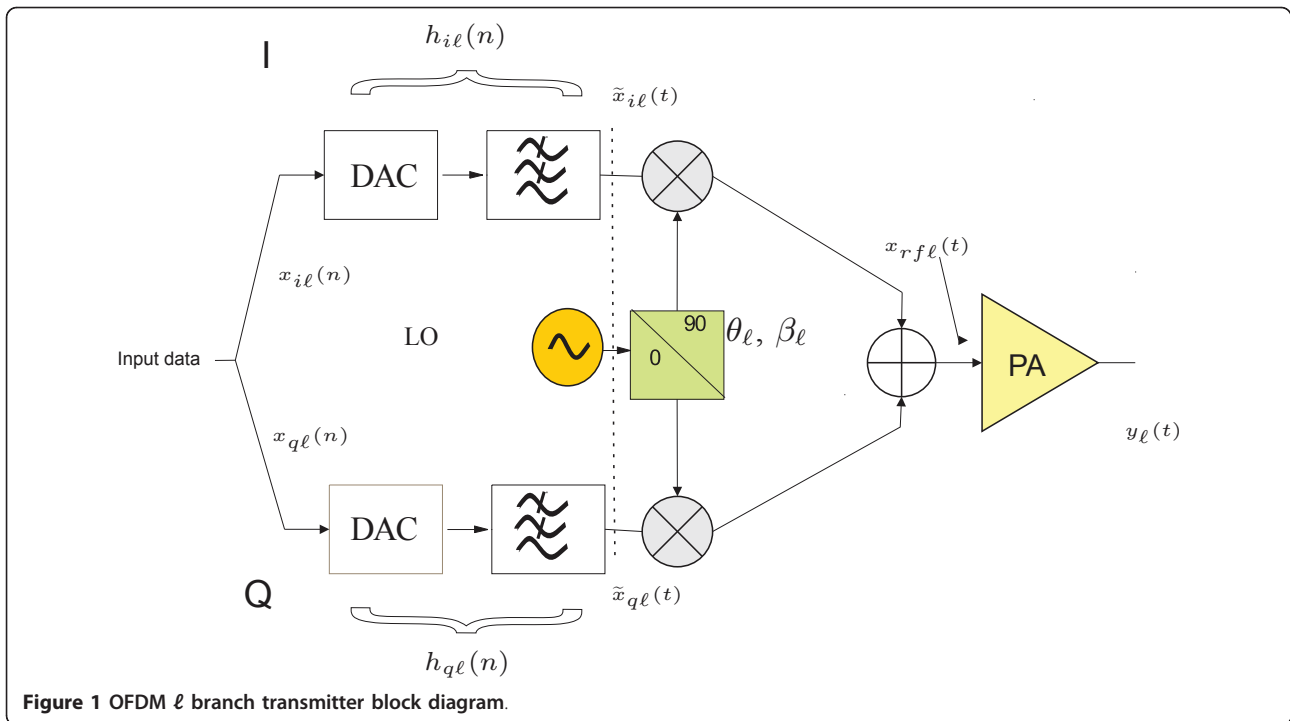 h_{iℓ}(n)
I
x̃_{iℓ}(t)
DAC
x_{rfℓ}(t)
x_{iℓ}(n)
LO
90
0
θ_ℓ, β_ℓ
Input data
PA
x_{qℓ}(n)
y_ℓ(t)
DAC
Q
x̃_{qℓ}(t)
h_{qℓ}(n)
Figure 1 OFDM ℓ branch transmitter block diagram.